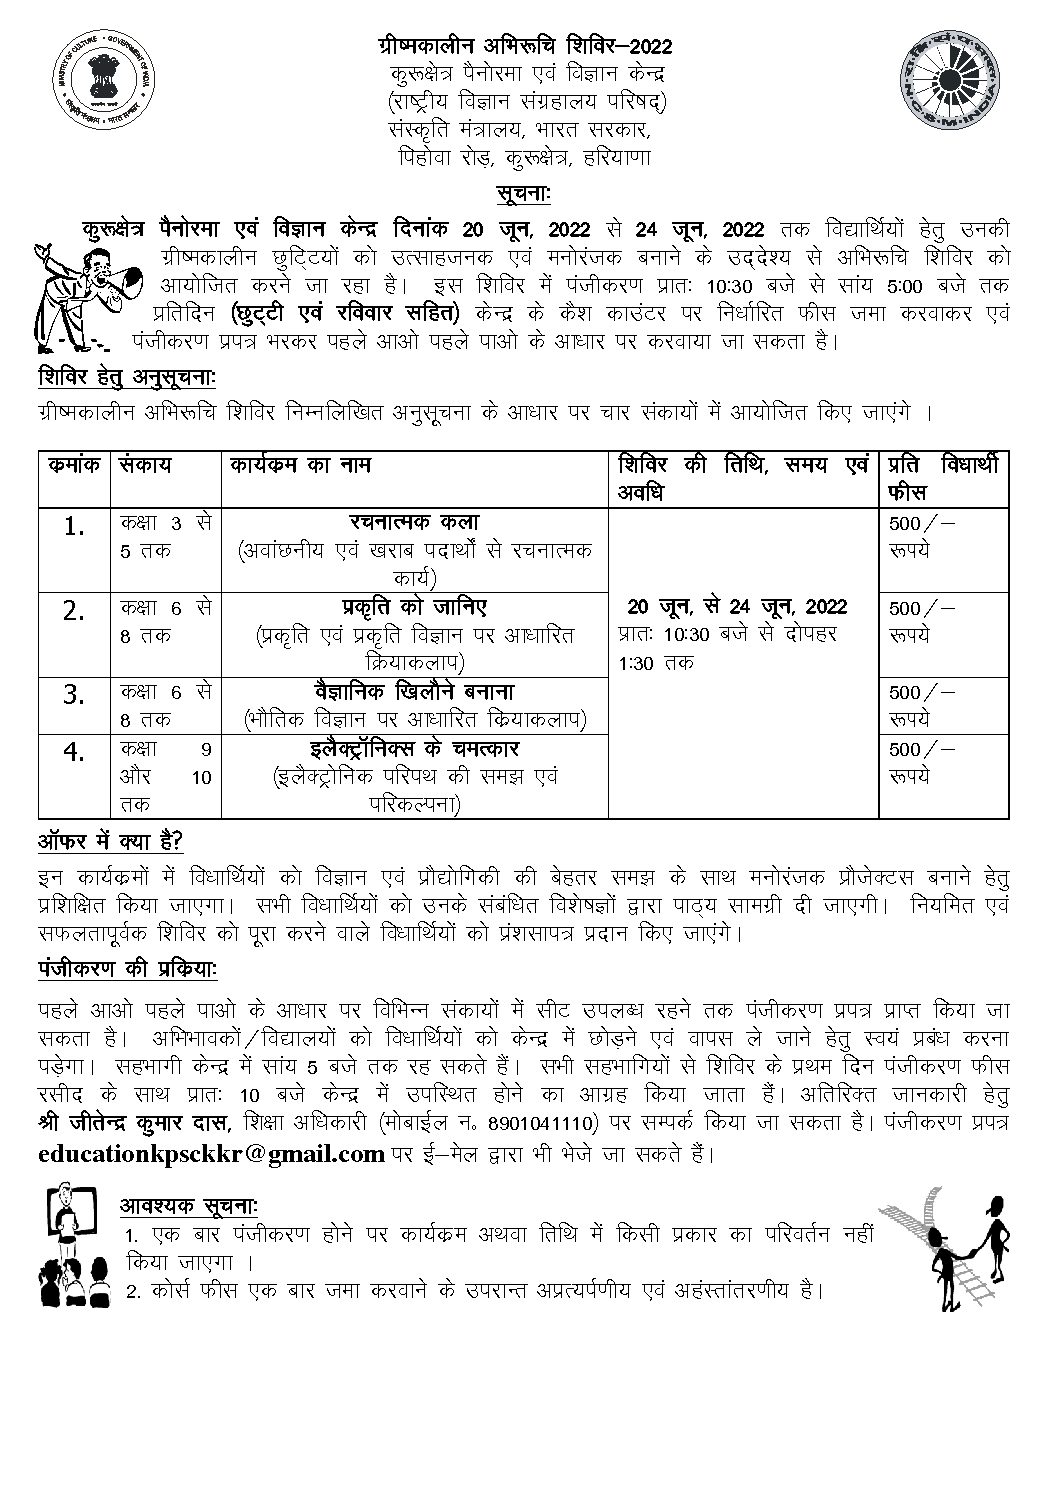 ग्रीष्मकालीन अभिरूचि शिविर–2022
कुरूक्षेत्र पैनोरमा एवं विज्ञान केन्द्र
(राष्ट्रीय विज्ञान संग्रहालय परिषद्)
संस्कृति मंत्रालय, भारत सरकार,
पिहोवा रोड़, कुरूक्षेत्र, हरियाणा
MINISTRY OF CULTURE • GOVERNMENT OF INDIA
संस्कृति मंत्रालय भारत सरकार
रा.वि.सं.प.भारत
N.C.S.M.INDIA
सूचनाः
कुरूक्षेत्र पैनोरमा एवं विज्ञान केन्द्र दिनांक 20 जून, 2022 से 24 जून, 2022 तक विद्यार्थियों हेतु उनकी
ग्रीष्मकालीन छुट्टियों को उत्साहजनक एवं मनोरंजक बनाने के उद्देश्य से अभिरूचि शिविर को
आयोजित करने जा रहा है। इस शिविर में पंजीकरण प्रातः 10:30 बजे से सांय 5:00 बजे तक
प्रतिदिन (छुट्टी एवं रविवार सहित) केन्द्र के कैश काउंटर पर निर्धारित फीस जमा करवाकर एवं
पंजीकरण प्रपत्र भरकर पहले आओ पहले पाओ के आधार पर करवाया जा सकता है।
शिविर हेतु अनुसूचनाः
ग्रीष्मकालीन अभिरूचि शिविर निम्नलिखित अनुसूचना के आधार पर चार संकायों में आयोजित किए जाएंगे ।
क्रमांक संकाय कार्यक्रम का नाम शिविर की तिथि, समय एवं प्रति विधार्थी
अवधि फीस
1. कक्षा 3 से रचनात्मक कला 500/–
5 तक (अवांछनीय एवं खराब पदार्थों से रचनात्मक रूपये
कार्य)
2. कक्षा 6 से प्रकृति को जानिए 20 जून, से 24 जून, 2022 500/–
8 तक (प्रकृति एवं प्रकृति विज्ञान पर आधारित प्रातः 10:30 बजे से दोपहर रूपये
क्रियाकलाप) 1:30 तक
3. कक्षा 6 से वैज्ञानिक खिलौने बनाना 500/–
8 तक (भौतिक विज्ञान पर आधारित क्रियाकलाप) रूपये
4. कक्षा 9 इलैक्ट्रॉनिक्स के चमत्कार 500/–
और 10 (इलैक्ट्रोनिक परिपथ की समझ एवं रूपये
तक परिकल्पना)
ऑफर में क्या है?
इन कार्यक्रमों में विधार्थियों को विज्ञान एवं प्रौद्योगिकी की बेहतर समझ के साथ मनोरंजक प्रौजेक्टस बनाने हेतु
प्रशिक्षित किया जाएगा। सभी विधार्थियों को उनके संबंधित विशेषज्ञों द्वारा पाठ्य सामग्री दी जाएगी। नियमित एवं
सफलतापूर्वक शिविर को पूरा करने वाले विधार्थियों को प्रंशसापत्र प्रदान किए जाएंगे।
पंजीकरण की प्रक्रियाः
पहले आओ पहले पाओ के आधार पर विभिन्न संकायों में सीट उपलब्ध रहने तक पंजीकरण प्रपत्र प्राप्त किया जा
सकता है। अभिभावकों/विद्यालयों को विधार्थियों को केन्द्र में छोड़ने एवं वापस ले जाने हेतु स्वयं प्रबंध करना
पड़ेगा। सहभागी केन्द्र में सांय 5 बजे तक रह सकते हैं। सभी सहभागियों से शिविर के प्रथम दिन पंजीकरण फीस
रसीद के साथ प्रातः 10 बजे केन्द्र में उपस्थित होने का आग्रह किया जाता हैं। अतिरिक्त जानकारी हेतु
श्री जीतेन्द्र कुमार दास, शिक्षा अधिकारी (मोबाईल न० 8901041110) पर सम्पर्क किया जा सकता है। पंजीकरण प्रपत्र
educationkpsckkr@gmail.com पर ई–मेल द्वारा भी भेजे जा सकते हैं।
आवश्यक सूचनाः
1. एक बार पंजीकरण होने पर कार्यक्रम अथवा तिथि में किसी प्रकार का परिवर्तन नहीं
किया जाएगा ।
2. कोर्स फीस एक बार जमा करवाने के उपरान्त अप्रत्यर्पणीय एवं अहंस्तांतरणीय है।